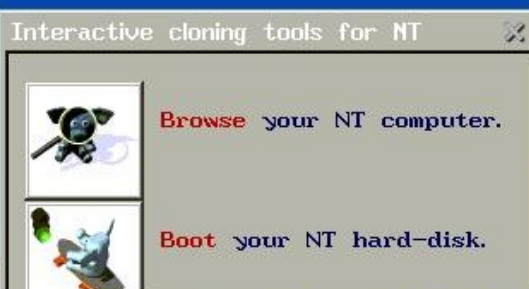 Interactive cloning tools for NT
Browse your NT computer.
Boot your NT hard-disk.